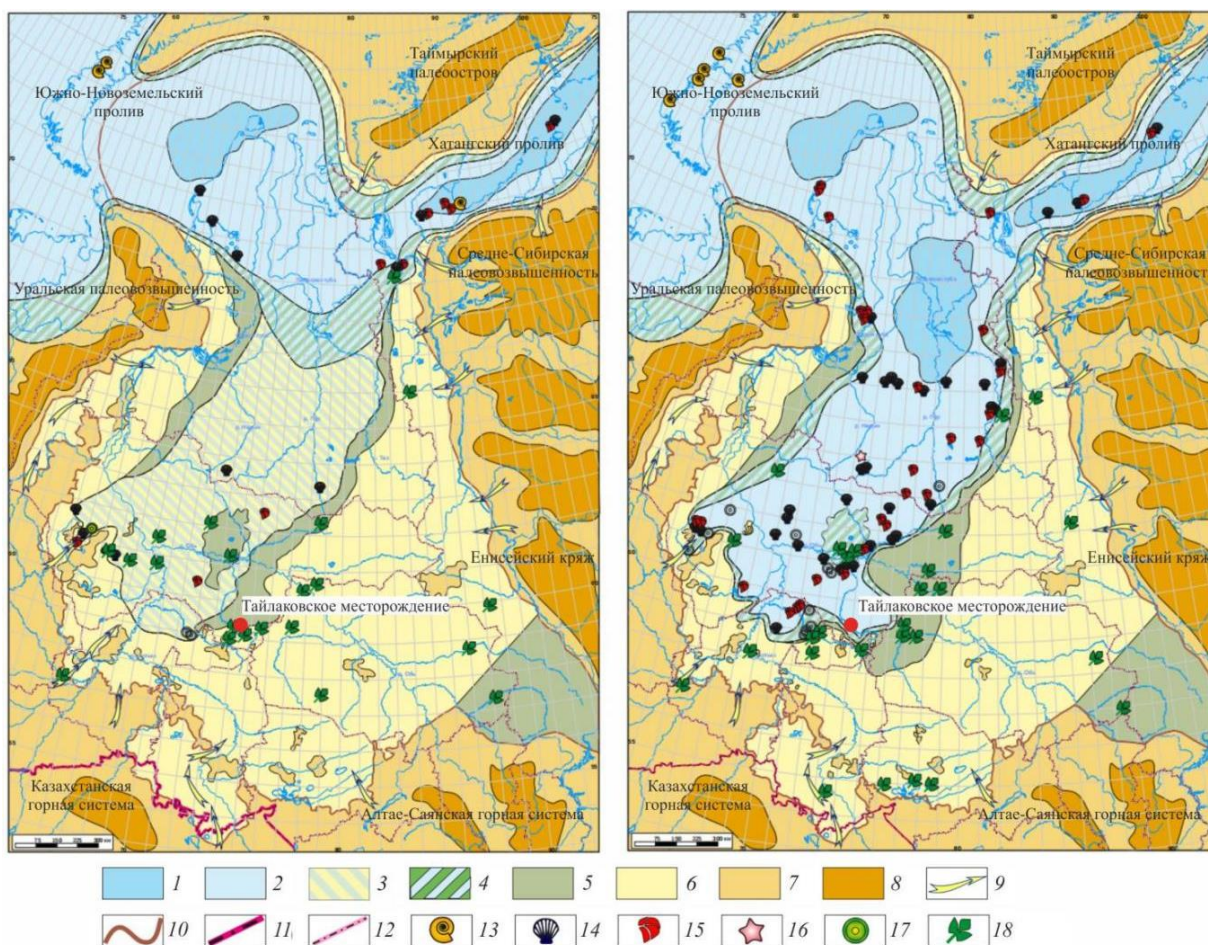 Таймырский
палеоостров
Южно-Новоземельский
пролив
Хатангский пролив
Средне-Сибирская
палеовозвышенность
Уральская палеовозвышенность
Енисейский кряж
Тайлаковское месторождение
Казахстанская
горная система
Алтае-Саянская горная система
Таймырский
палеоостров
Южно-Новоземельский
пролив
Хатангский пролив
Средне-Сибирская
палеовозвышенность
Уральская палеовозвышенность
Енисейский кряж
Тайлаковское месторождение
Казахстанская
горная система
Алтае-Саянская горная система
1 2 3 4 5 6 7 8 9
10 11 12 13 14 15 16 17 18